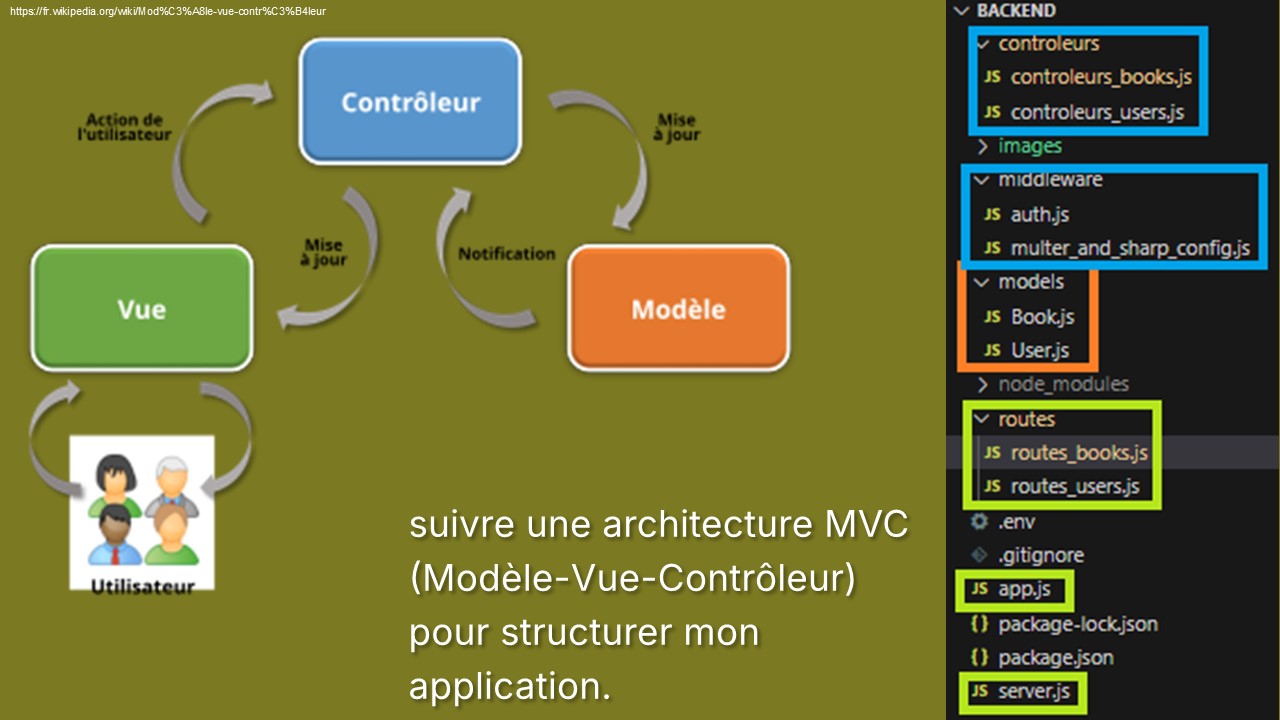 https://fr.wikipedia.org/wiki/Mod%C3%A8le-vue-contr%C3%B4leur
Contrôleur
Action de
l'utilisateur
Mise
à jour
Mise
à jour
Notification
Vue
Modèle
Utilisateur
suivre une architecture MVC
(Modèle-Vue-Contrôleur)
pour structurer mon
application.
BACKEND
controleurs
JS controleurs_books.js
JS controleurs_users.js
images
middleware
JS auth.js
JS multer_and_sharp_config.js
models
JS Book.js
JS User.js
node_modules
routes
JS routes_books.js
JS routes_users.js
.env
.gitignore
JS app.js
{} package-lock.json
{} package.json
JS server.js